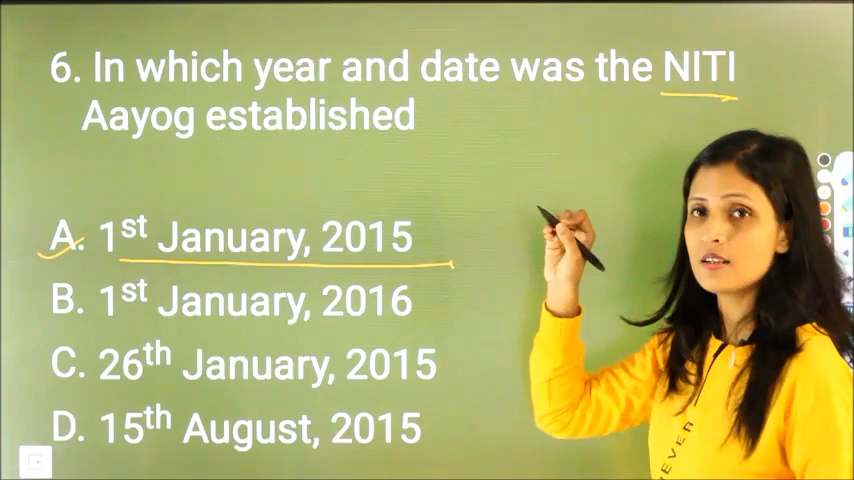 6. In which year and date was the NITI
Aayog established
A. 1st January, 2015
B. 1st January, 2016
C. 26th January, 2015
D. 15th August, 2015
EVER